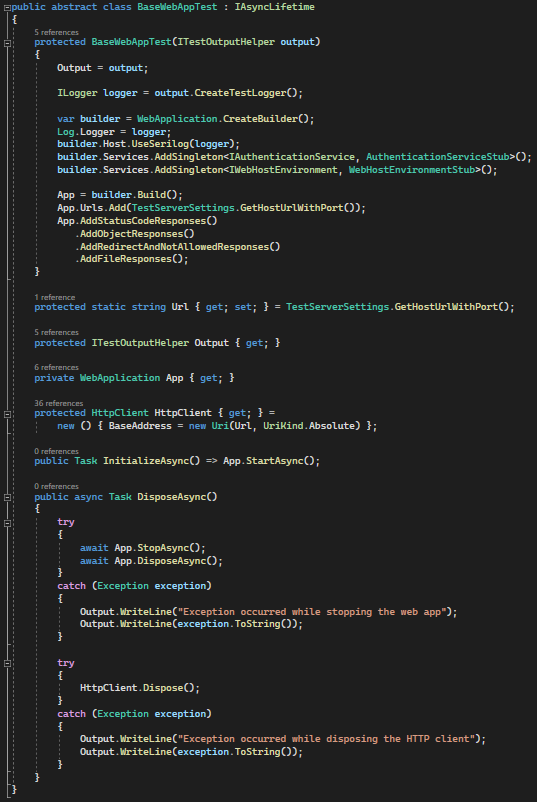 public abstract class BaseWebAppTest : IAsyncLifetime
{
5 references
protected BaseWebAppTest(ITestOutputHelper output)
{
Output = output;
ILogger logger = output.CreateTestLogger();
var builder = WebApplication.CreateBuilder();
Log.Logger = logger;
builder.Host.UseSerilog(logger);
builder.Services.AddSingleton<IAuthenticationService, AuthenticationServiceStub>();
builder.Services.AddSingleton<IWebHostEnvironment, WebHostEnvironmentStub>();
App = builder.Build();
App.Urls.Add(TestServerSettings.GetHostUrlWithPort());
App.AddStatusCodeResponses()
.AddObjectResponses()
.AddRedirectAndNotAllowedResponses()
.AddFileResponses();
}
1 reference
protected static string Url { get; set; } = TestServerSettings.GetHostUrlWithPort();
5 references
protected ITestOutputHelper Output { get; }
6 references
private WebApplication App { get; }
36 references
protected HttpClient HttpClient { get; } =
new () { BaseAddress = new Uri(Url, UriKind.Absolute) };
0 references
public Task InitializeAsync() => App.StartAsync();
0 references
public async Task DisposeAsync()
{
try
{
await App.StopAsync();
await App.DisposeAsync();
}
catch (Exception exception)
{
Output.WriteLine("Exception occurred while stopping the web app");
Output.WriteLine(exception.ToString());
}
try
{
HttpClient.Dispose();
}
catch (Exception exception)
{
Output.WriteLine("Exception occurred while disposing the HTTP client");
Output.WriteLine(exception.ToString());
}
}
}